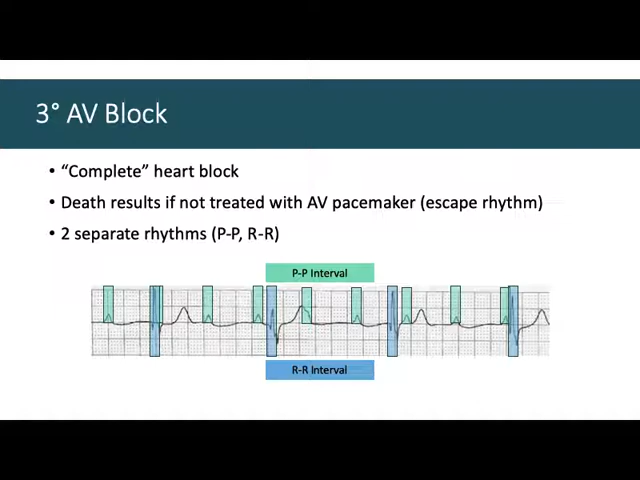 3° AV Block
• “Complete” heart block
• Death results if not treated with AV pacemaker (escape rhythm)
• 2 separate rhythms (P-P, R-R)
P-P Interval
R-R Interval